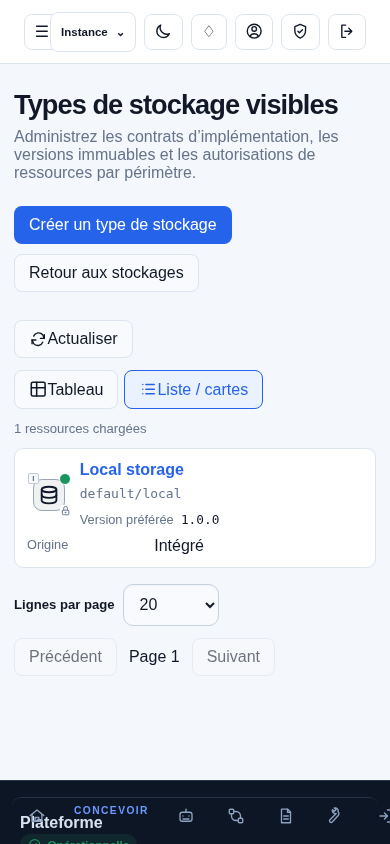 Instance
Types de stockage visibles
Administrez les contrats d’implémentation, les
versions immuables et les autorisations de
ressources par périmètre.
Créer un type de stockage
Retour aux stockages
Actualiser
Tableau
Liste / cartes
1 ressources chargées
I
Local storage
default/local
Version préférée 1.0.0
Origine
Intégré
Lignes par page
20
Précédent
Page 1
Suivant
CONCEVOIR
Plateforme
Opérationnelle